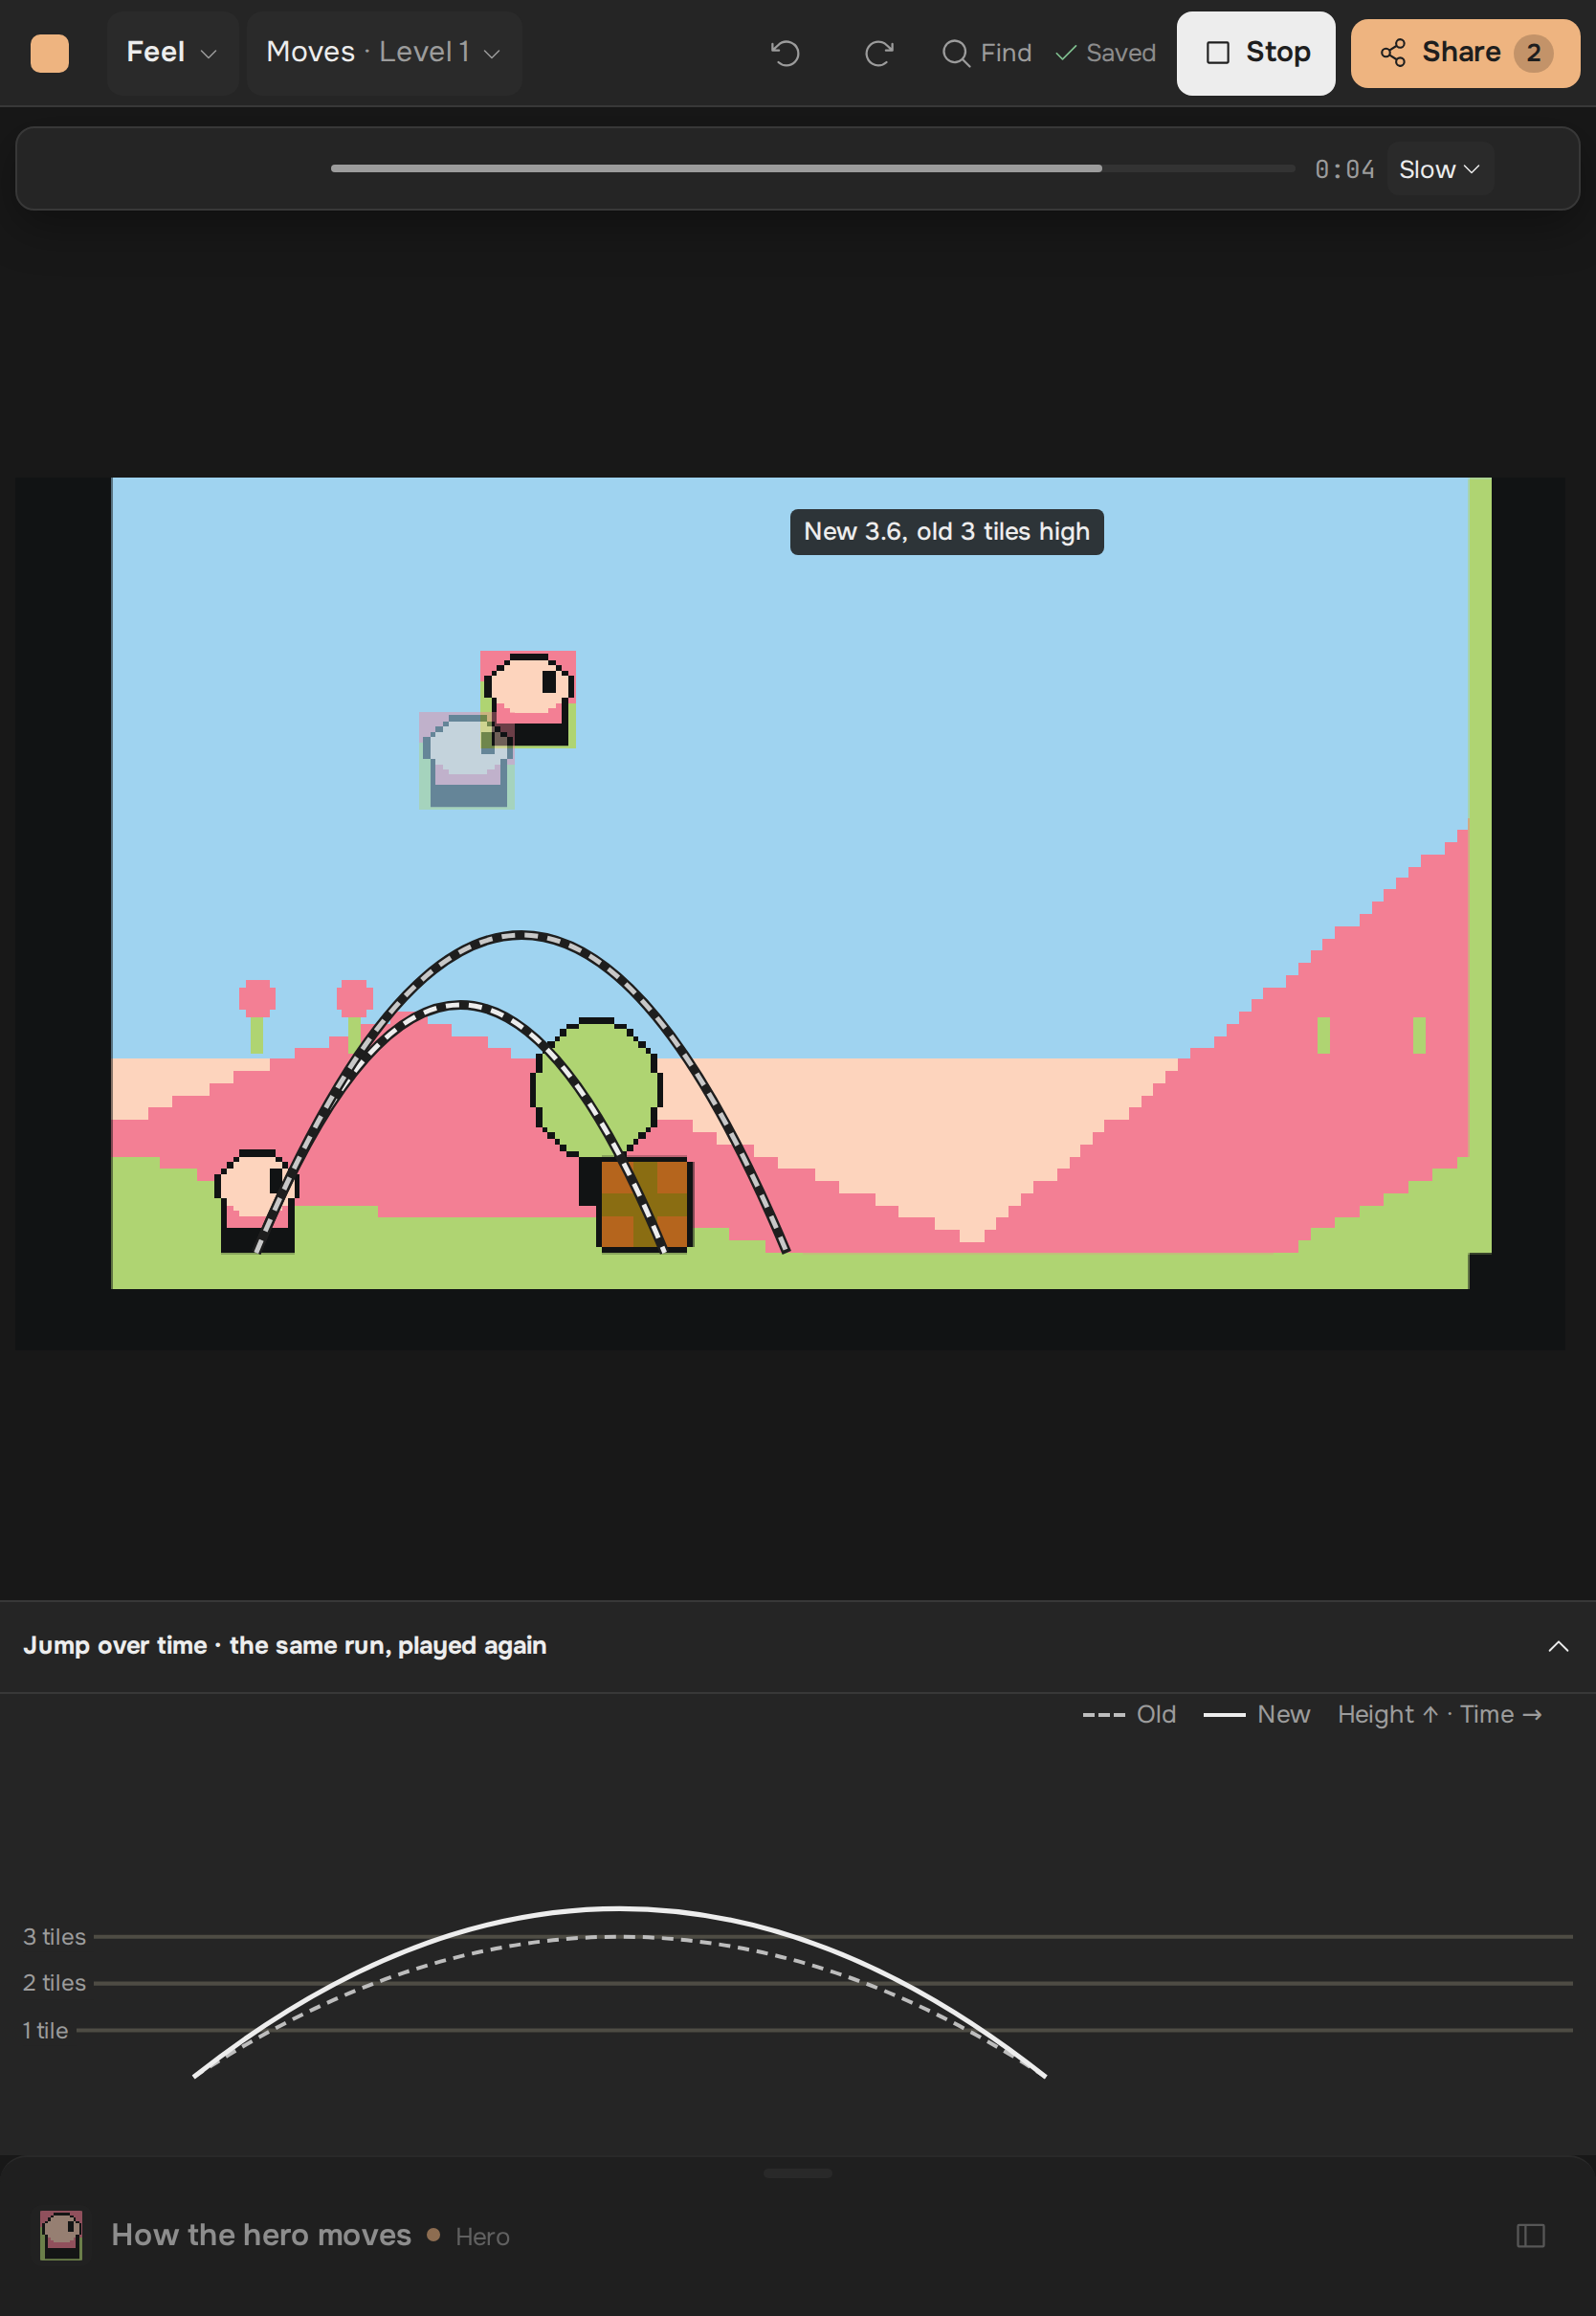 Feel
Moves · Level 1
Find
Saved
Stop
Share 2
0:04
Slow
New 3.6, old 3 tiles high
Jump over time · the same run, played again
Old
New
Height ↑ · Time →
3 tiles
2 tiles
1 tile
How the hero moves
Hero